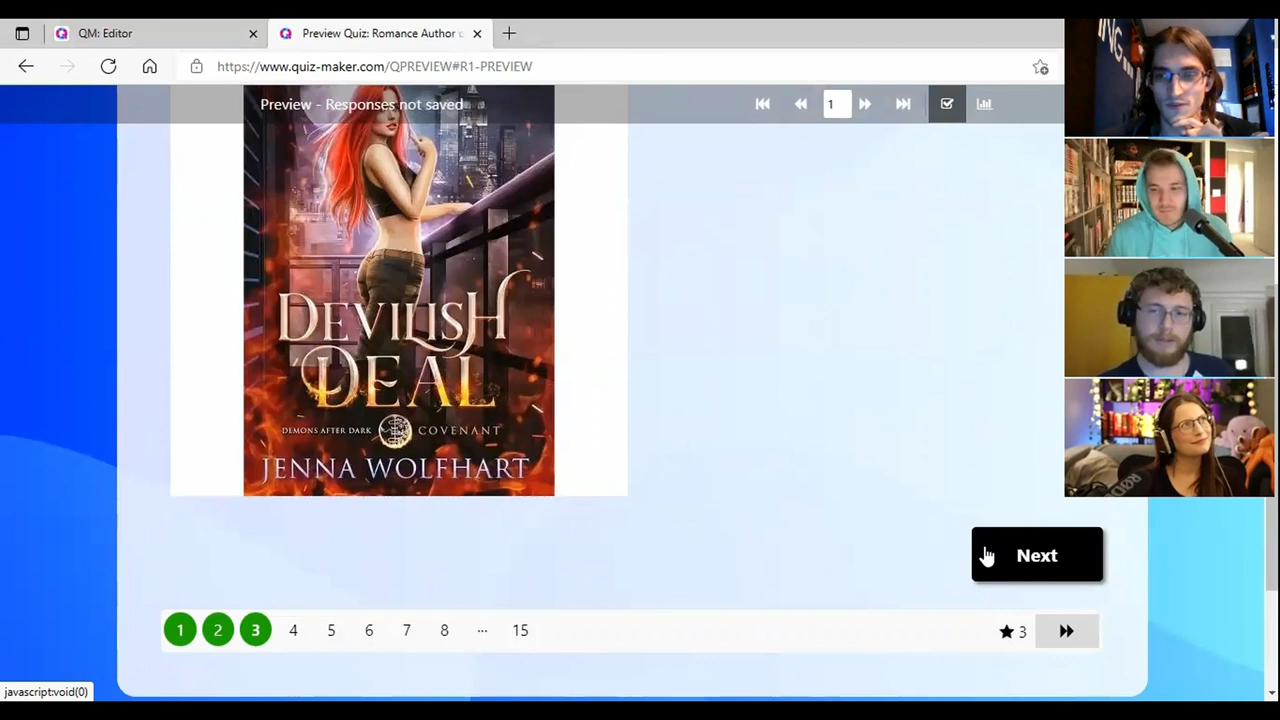 QM: Editor
Preview Quiz: Romance Author
https://www.quiz-maker.com/QPREVIEW#R1-PREVIEW
Preview - Responses not saved
1
DEVILISH
DEAL
DEMONS AFTER DARK COVENANT
JENNA WOLFHART
Next
1 2 3 4 5 6 7 8 ... 15
3
javascript:void(0)